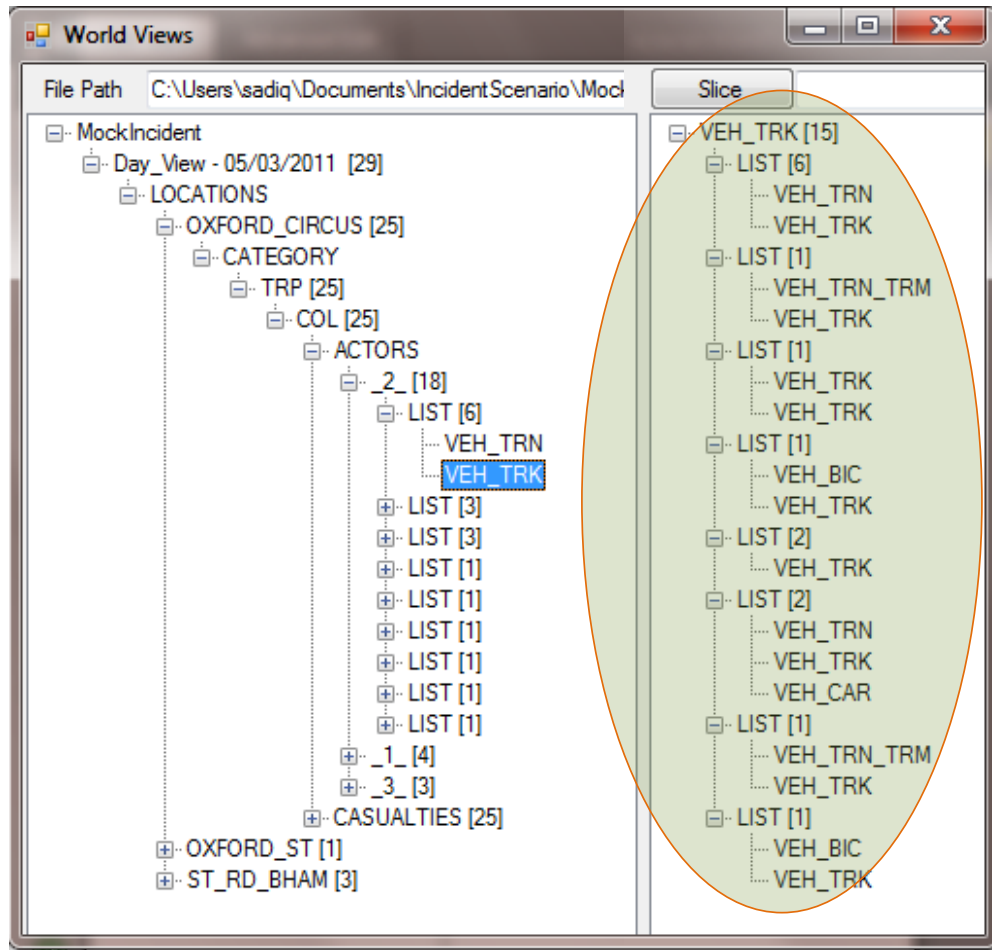 World Views
File Path C:\Users\sadiq\Documents\IncidentScenario\Mock Slice
MockIncident
Day_View - 05/03/2011 [29]
LOCATIONS
OXFORD_CIRCUS [25]
CATEGORY
TRP [25]
COL [25]
ACTORS
_2_ [18]
LIST [6]
VEH_TRN
VEH_TRK
LIST [3]
LIST [3]
LIST [1]
LIST [1]
LIST [1]
LIST [1]
LIST [1]
_1_ [4]
_3_ [3]
CASUALTIES [25]
OXFORD_ST [1]
ST_RD_BHAM [3]
VEH_TRK [15]
LIST [6]
VEH_TRN
VEH_TRK
LIST [1]
VEH_TRN_TRM
VEH_TRK
LIST [1]
VEH_TRK
VEH_TRK
LIST [1]
VEH_BIC
VEH_TRK
LIST [2]
VEH_TRK
LIST [2]
VEH_TRN
VEH_TRK
VEH_CAR
LIST [1]
VEH_TRN_TRM
VEH_TRK
LIST [1]
VEH_BIC
VEH_TRK